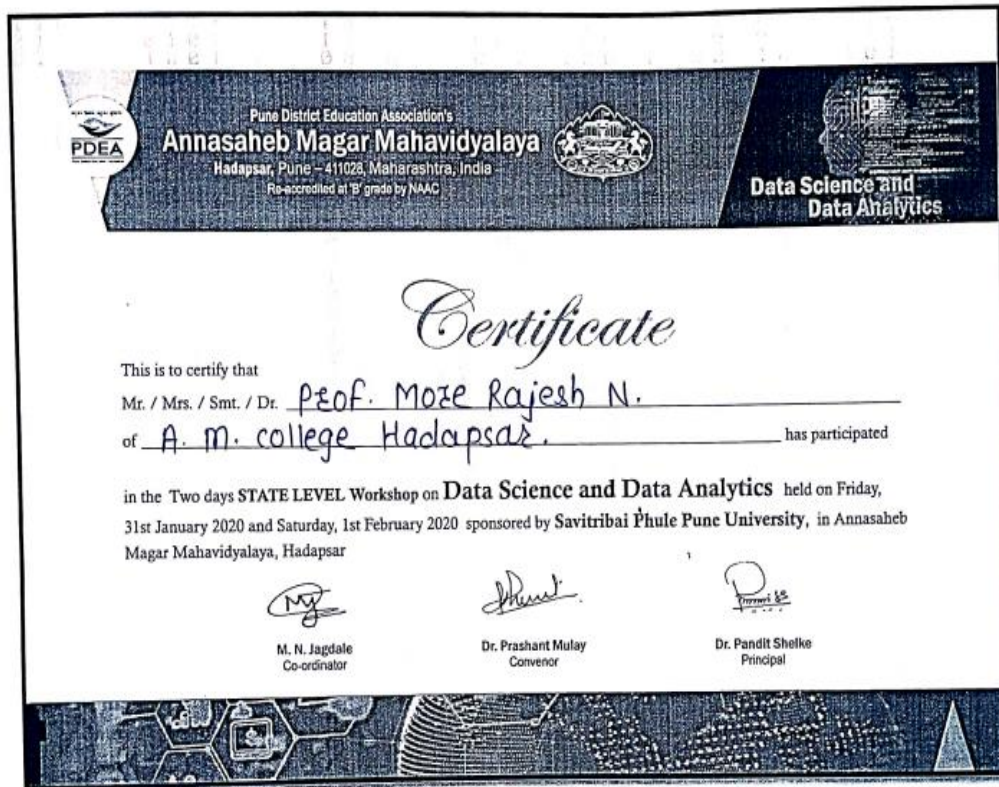 PDEA
Pune District Education Association's
Annasaheb Magar Mahavidyalaya
Hadapsar, Pune – 411028, Maharashtra, India
Re-accredited at 'B' grade by NAAC
Data Science and
Data Analytics
Certificate
This is to certify that
Mr. / Mrs. / Smt. / Dr. Prof. More Rajesh N.
of A. M. college Hadapsar. has participated
in the Two days STATE LEVEL Workshop on Data Science and Data Analytics held on Friday,
31st January 2020 and Saturday, 1st February 2020 sponsored by Savitribai Phule Pune University, in Annasaheb
Magar Mahavidyalaya, Hadapsar
M. N. Jagdale
Co-ordinator
Dr. Prashant Mulay
Convenor
Dr. Pandit Shelke
Principal